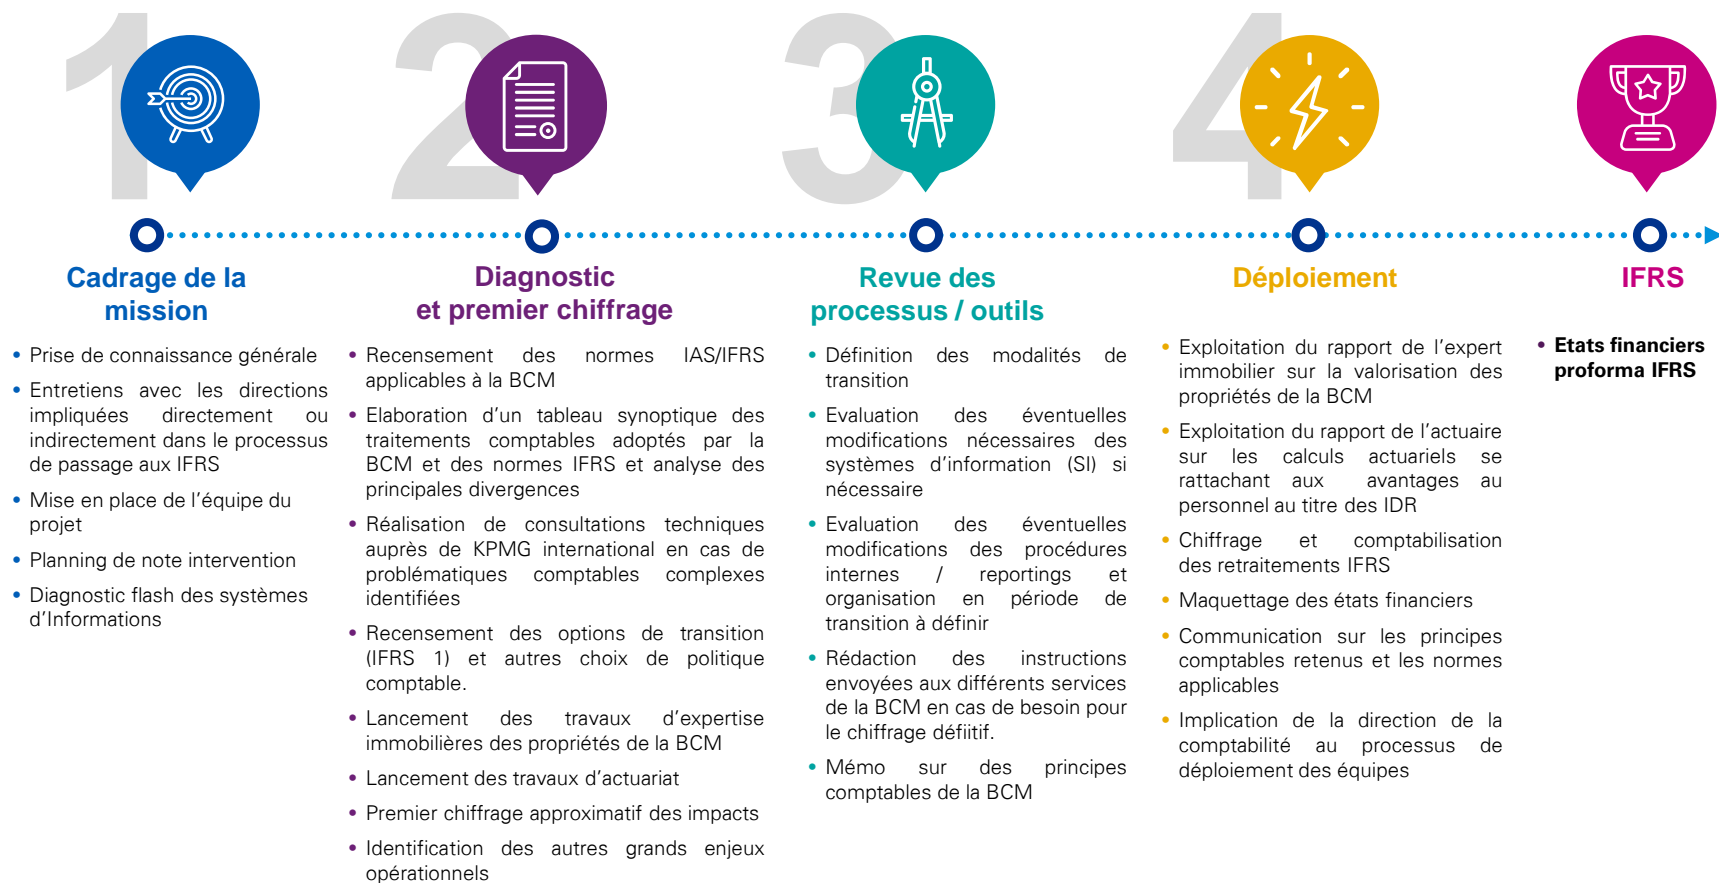 1
Cadrage de la
mission
• Prise de connaissance générale
• Entretiens avec les directions
impliquées directement ou
indirectement dans le processus
de passage aux IFRS
• Mise en place de l’équipe du
projet
• Planning de note intervention
• Diagnostic flash des systèmes
d’Informations
2
Diagnostic
et premier chiffrage
• Recensement des normes IAS/IFRS
applicables à la BCM
• Elaboration d’un tableau synoptique des
traitements comptables adoptés par la
BCM et des normes IFRS et analyse des
principales divergences
• Réalisation de consultations techniques
auprès de KPMG international en cas de
problématiques comptables complexes
identifiées
• Recensement des options de transition
(IFRS 1) et autres choix de politique
comptable.
• Lancement des travaux d’expertise
immobilières des propriétés de la BCM
• Lancement des travaux d’actuariat
• Premier chiffrage approximatif des impacts
• Identification des autres grands enjeux
opérationnels
3
Revue des
processus / outils
• Définition des modalités de
transition
• Evaluation des éventuelles
modifications nécessaires des
systèmes d’information (SI) si
nécessaire
• Evaluation des éventuelles
modifications des procédures
internes / reportings et
organisation en période de
transition à définir
• Rédaction des instructions
envoyées aux différents services
de la BCM en cas de besoin pour
le chiffrage défiitif.
• Mémo sur des principes
comptables de la BCM
4
Déploiement
• Exploitation du rapport de l’expert
immobilier sur la valorisation des
propriétés de la BCM
• Exploitation du rapport de l’actuaire
sur les calculs actuariels se
rattachant aux avantages au
personnel au titre des IDR
• Chiffrage et comptabilisation
des retraitements IFRS
• Maquettage des états financiers
• Communication sur les principes
comptables retenus et les normes
applicables
• Implication de la direction de la
comptabilité au processus de
déploiement des équipes
IFRS
• Etats financiers
proforma IFRS